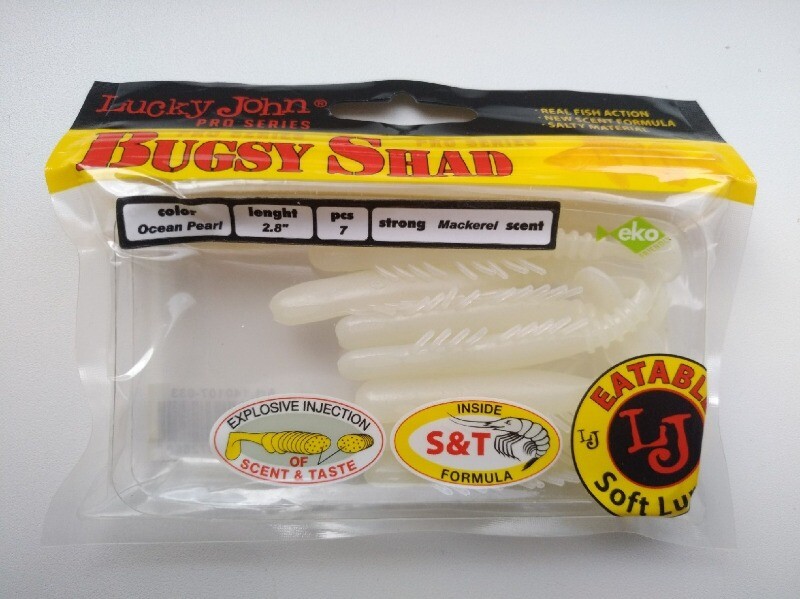 Lucky John®
PRO SERIES
· REAL FISH ACTION
· NEW SCENT FORMULA
· SALTY MATERIAL
BUGSY SHAD
color
Ocean Pearl
lenght
2.8"
pcs
7
strong Mackerel scent
eko
EXPLOSIVE INJECTION
OF
SCENT & TASTE
INSIDE
S&T
FORMULA
EATABL
LJ
LJ
Soft Lu